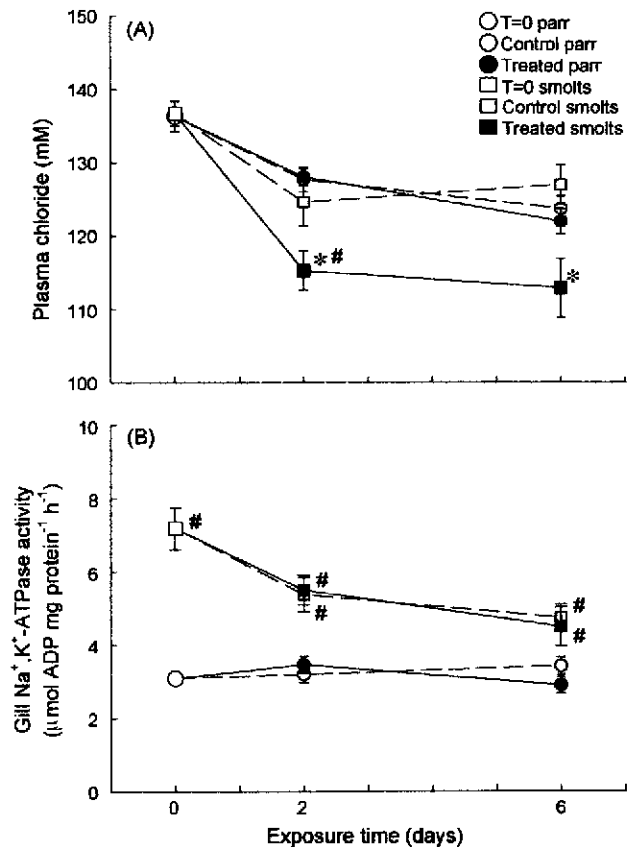 (A)
T=0 parr
Control parr
Treated parr
T=0 smolts
Control smolts
Treated smolts
Plasma chloride (mM)
150
140
130
120
110
100
*#
*
(B)
Gill Na⁺,K⁺-ATPase activity
(μmol ADP mg protein⁻¹ h⁻¹)
10
8
6
4
2
0
#
#
#
#
#
0
2
6
Exposure time (days)